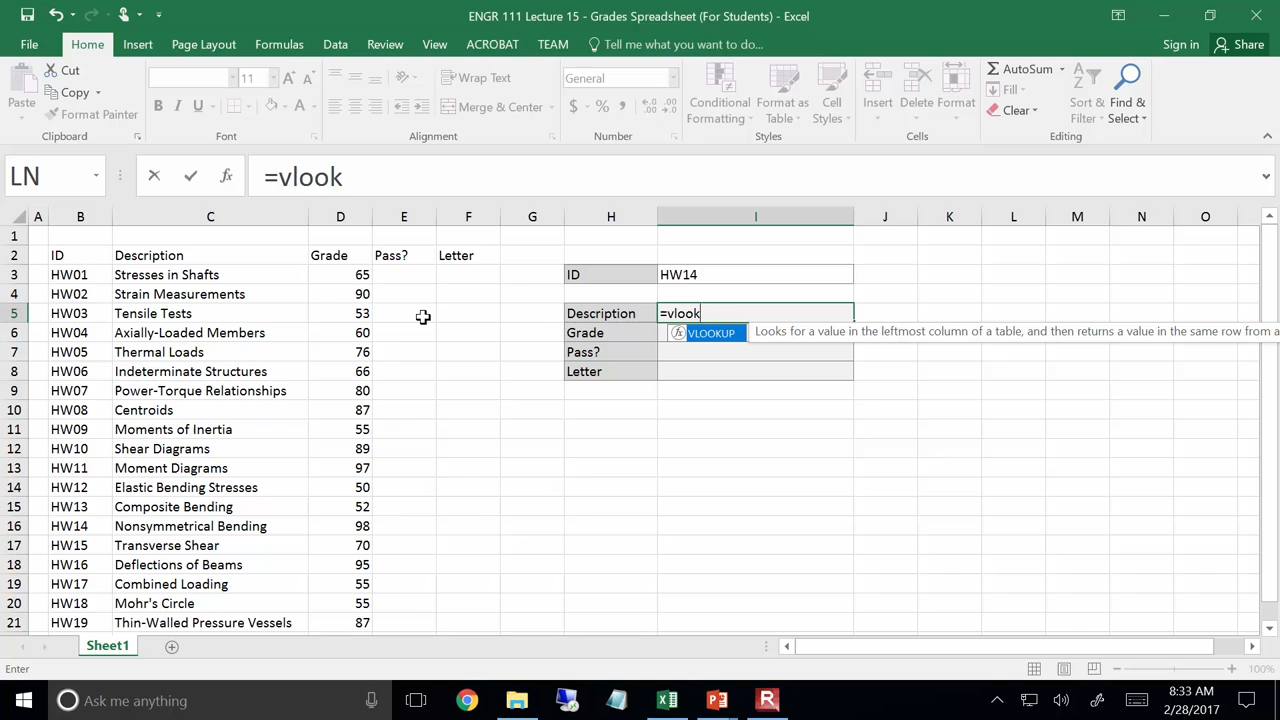 ENGR 111 Lecture 15 - Grades Spreadsheet (For Students) - Excel
File Home Insert Page Layout Formulas Data Review View ACROBAT TEAM Tell me what you want to do... Sign in Share
Paste Cut Copy Format Painter Clipboard
11 A A B I U A Font
Wrap Text Merge & Center Alignment
General $ % , .0 .00 .00 .0 Number
Conditional Formatting Format as Table Cell Styles Styles
Insert Delete Format Cells
AutoSum Fill Clear Sort & Filter Find & Select Editing
LN fx =vlook
A B C D E F G H I J K L M N O
1
2 ID Description Grade Pass? Letter
3 HW01 Stresses in Shafts 65 ID HW14
4 HW02 Strain Measurements 90
5 HW03 Tensile Tests 53 Description =vlook
6 HW04 Axially-Loaded Members 60 Grade fx VLOOKUP Looks for a value in the leftmost column of a table, and then returns a value in the same row from a
7 HW05 Thermal Loads 76 Pass?
8 HW06 Indeterminate Structures 66 Letter
9 HW07 Power-Torque Relationships 80
10 HW08 Centroids 87
11 HW09 Moments of Inertia 55
12 HW10 Shear Diagrams 89
13 HW11 Moment Diagrams 97
14 HW12 Elastic Bending Stresses 50
15 HW13 Composite Bending 52
16 HW14 Nonsymmetrical Bending 98
17 HW15 Transverse Shear 70
18 HW16 Deflections of Beams 95
19 HW17 Combined Loading 55
20 HW18 Mohr's Circle 55
21 HW19 Thin-Walled Pressure Vessels 87
Sheet1
Enter 100%
Ask me anything 8:33 AM
2/28/2017